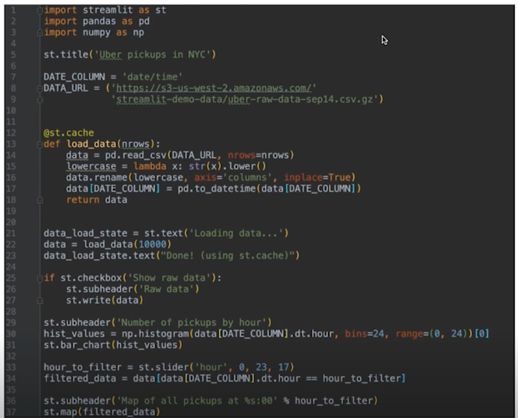 1 import streamlit as st
2 import pandas as pd
3 import numpy as np
4
5 st.title('Uber pickups in NYC')
6
7 DATE_COLUMN = 'date/time'
8 DATA_URL = ('https://s3-us-west-2.amazonaws.com/'
9 'streamlit-demo-data/uber-raw-data-sep14.csv.gz')
10
11
12 @st.cache
13 def load_data(nrows):
14 data = pd.read_csv(DATA_URL, nrows=nrows)
15 lowercase = lambda x: str(x).lower()
16 data.rename(lowercase, axis='columns', inplace=True)
17 data[DATE_COLUMN] = pd.to_datetime(data[DATE_COLUMN])
18 return data
19
20
21 data_load_state = st.text('Loading data...')
22 data = load_data(10000)
23 data_load_state.text("Done! (using st.cache)")
24
25 if st.checkbox('Show raw data'):
26 st.subheader('Raw data')
27 st.write(data)
28
29 st.subheader('Number of pickups by hour')
30 hist_values = np.histogram(data[DATE_COLUMN].dt.hour, bins=24, range=(0, 24))[0]
31 st.bar_chart(hist_values)
32
33 hour_to_filter = st.slider('hour', 0, 23, 17)
34 filtered_data = data[data[DATE_COLUMN].dt.hour == hour_to_filter]
35
36 st.subheader('Map of all pickups at %s:00' % hour_to_filter)
37 st.map(filtered_data)